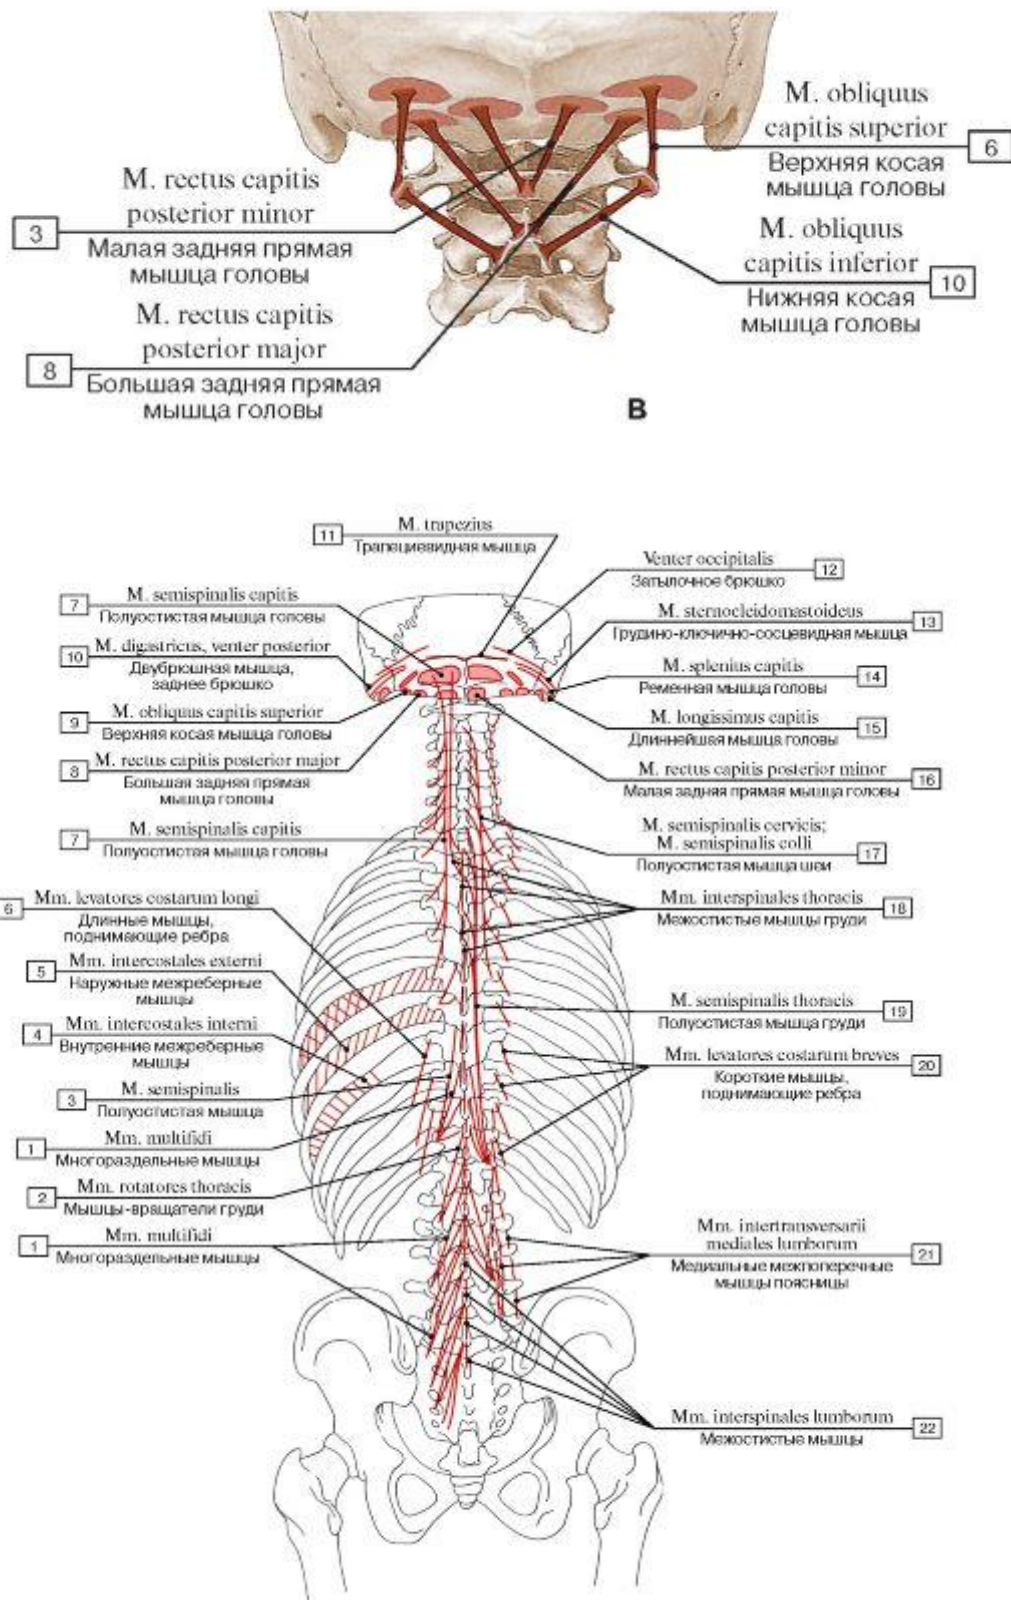 M. obliquus
capitis superior
6
Верхняя косая
мышца головы
M. rectus capitis
posterior minor
3
Малая задняя прямая
мышца головы
M. obliquus
capitis inferior
10
Нижняя косая
мышца головы
M. rectus capitis
posterior major
8
Большая задняя прямая
мышца головы
В
11
M. trapezius
Трапециевидная мышца
7
M. semispinalis capitis
Полуостистая мышца головы
10
M. digastricus, venter posterior
Двубрюшная мышца,
заднее брюшко
9
M. obliquus capitis superior
Верхняя косая мышца головы
8
M. rectus capitis posterior major
Большая задняя прямая
мышца головы
7
M. semispinalis capitis
Полуостистая мышца головы
6
Mm. levatores costarum longi
Длинные мышцы,
поднимающие ребра
5
Mm. intercostales externi
Наружные межреберные
мышцы
4
Mm. intercostales interni
Внутренние межреберные
мышцы
3
M. semispinalis
Полуостистая мышца
1
Mm. multifidi
Многораздельные мышцы
2
Mm. rotatores thoracis
Мышцы-вращатели груди
1
Mm. multifidi
Многораздельные мышцы
Venter occipitalis
12
Затылочное брюшко
M. sternocleidomastoideus
13
Грудино-ключично-сосцевидная мышца
M. splenius capitis
14
Ременная мышца головы
M. longissimus capitis
15
Длиннейшая мышца головы
M. rectus capitis posterior minor
16
Малая задняя прямая мышца головы
M. semispinalis cervicis;
M. semispinalis colli
17
Полуостистая мышца шеи
Mm. interspinales thoracis
18
Межостистые мышцы груди
M. semispinalis thoracis
19
Полуостистая мышца груди
Mm. levatores costarum breves
20
Короткие мышцы,
поднимающие ребра
Mm. intertransversarii
mediales lumborum
21
Медиальные межпоперечные
мышцы поясницы
Mm. interspinales lumborum
22
Межостистые мышцы